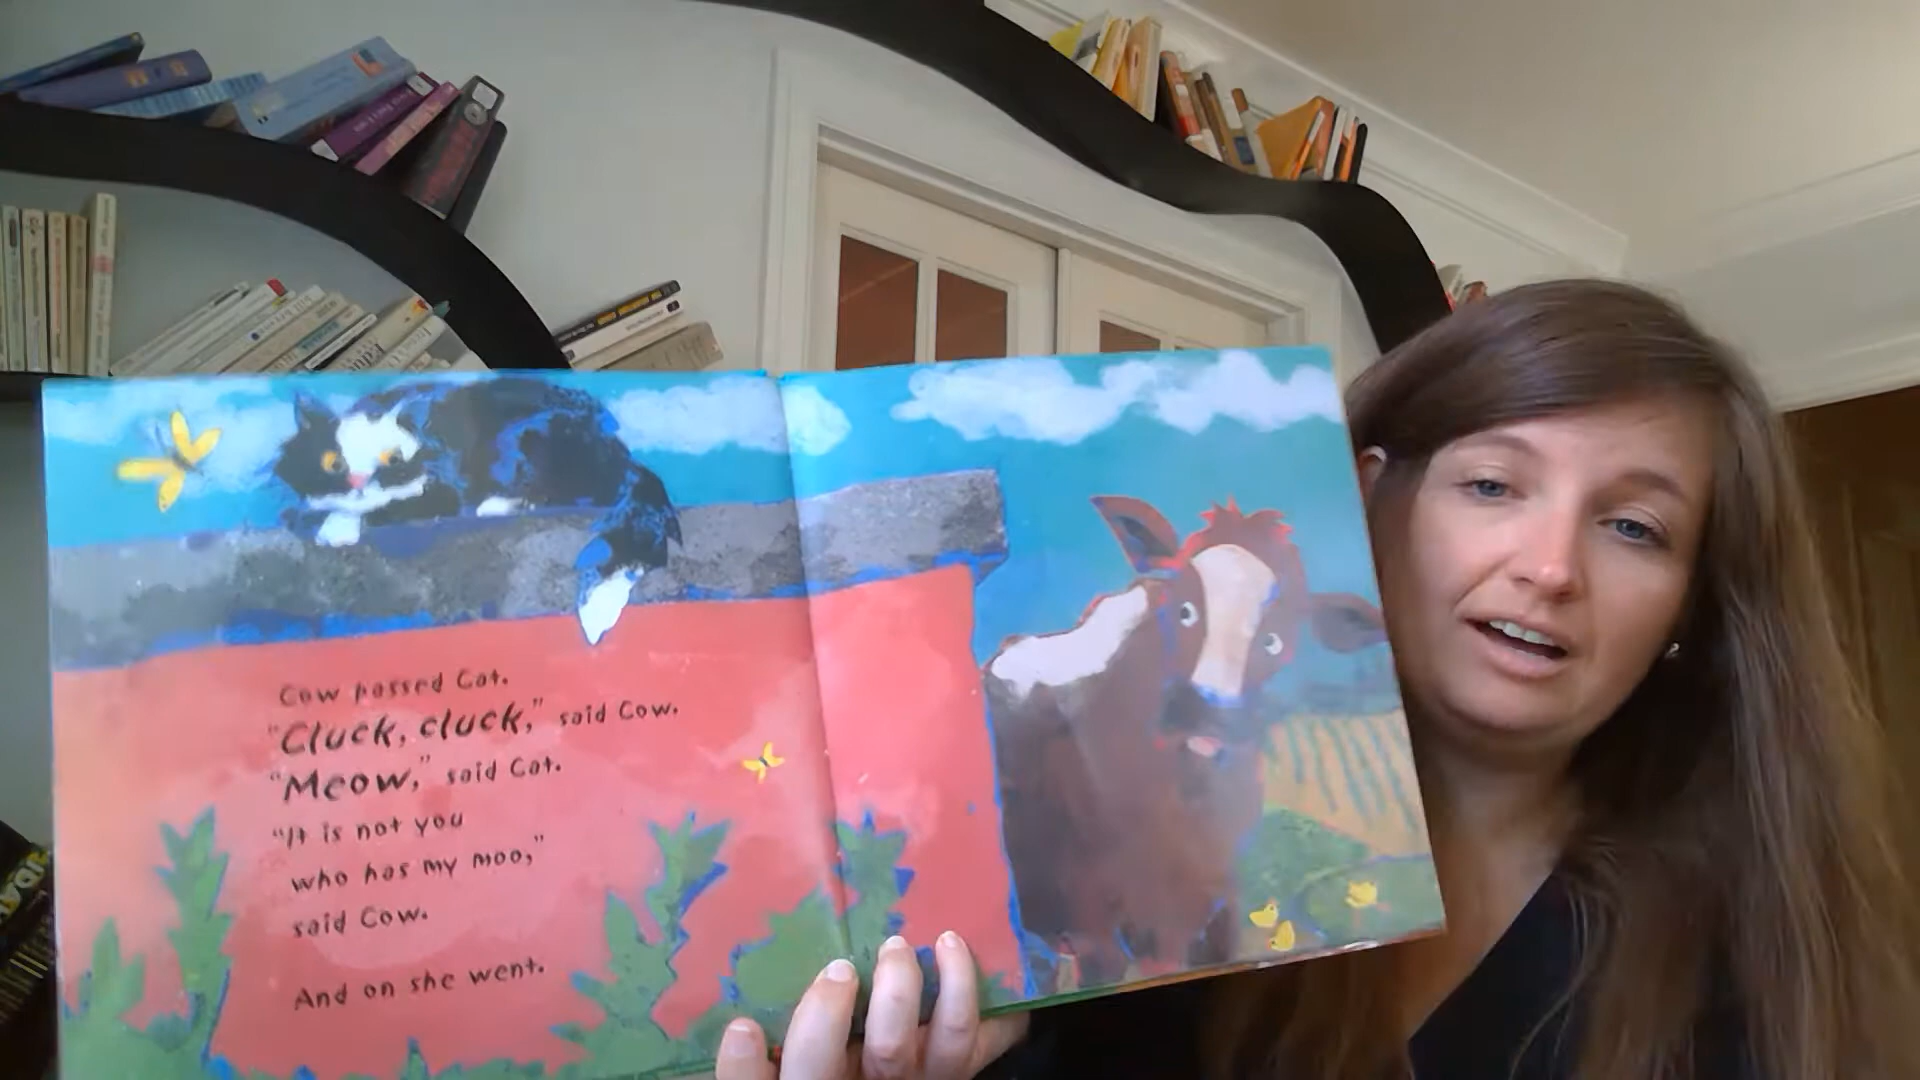 Cow passed Cat.
"Cluck, cluck," said Cow.
"Meow," said Cat.
"It is not you
who has my moo,"
said Cow.
And on she went.